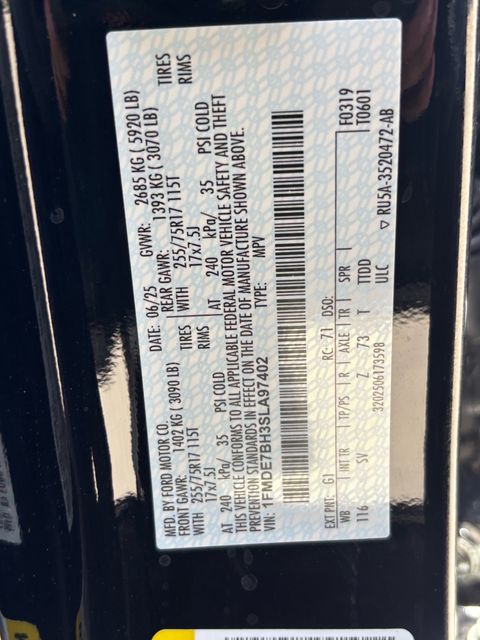 MFD. BY FORD MOTOR CO.
DATE: 06/25 GVWR: 2685 KG ( 5920 LB)
FRONT GAWR: 1402 KG (3090 LB) REAR GAWR: 1393 KG ( 3070 LB)
WITH 255/75R17 115T TIRES WITH 255/75R17 115T TIRES
17x7.5J RIMS 17x7.5J RIMS
AT 240 kPa/ 35 PSI COLD AT 240 kPa/ 35 PSI COLD
THIS VEHICLE CONFORMS TO ALL APPLICABLE FEDERAL MOTOR VEHICLE SAFETY AND THEFT
PREVENTION STANDARDS IN EFFECT ON THE DATE OF MANUFACTURE SHOWN ABOVE.
VIN: 1FMDE7BH3SLA97402 TYPE: MPV
EXT PNT: G1 RC: 71 DSO: F0319
WB INT TR TP/PS R AXLE TR SPR T0601
116 SV Z 73 T TTDD
ULC
3202506173598 RU5A-3520472-AB